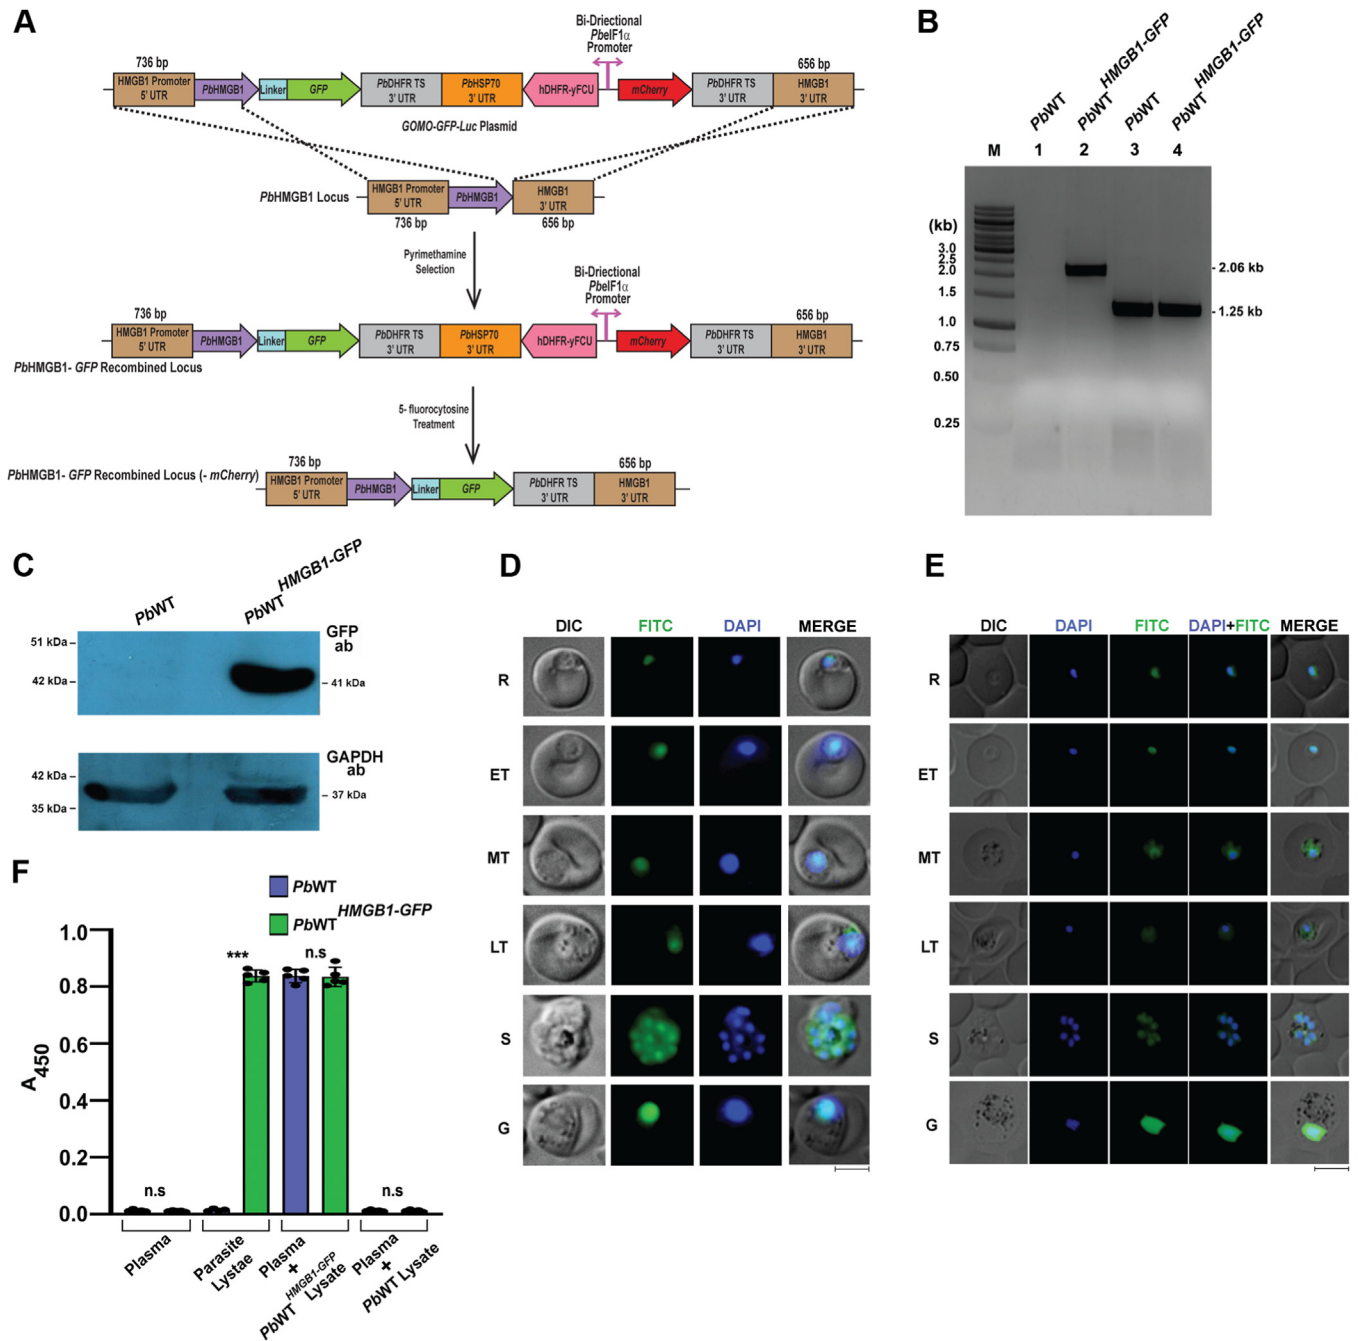 A
Bi-Driectional
PbeIF1α
Promoter
736 bp
656 bp
HMGB1 Promoter
5' UTR
PbHMGB1
Linker
GFP
PbDHFR TS
3' UTR
PbHSP70
3' UTR
hDHFR-yFCU
mCherry
PbDHFR TS
3' UTR
HMGB1
3' UTR
GOMO-GFP-Luc Plasmid
PbHMGB1 Locus
HMGB1 Promoter
5' UTR
PbHMGB1
HMGB1
3' UTR
736 bp
656 bp
Pyrimethamine
Selection
Bi-Driectional
PbeIF1α
Promoter
736 bp
656 bp
HMGB1 Promoter
5' UTR
PbHMGB1
Linker
GFP
PbDHFR TS
3' UTR
PbHSP70
3' UTR
hDHFR-yFCU
mCherry
PbDHFR TS
3' UTR
HMGB1
3' UTR
PbHMGB1- GFP Recombined Locus
5- fluorocytosine
Treatment
PbHMGB1- GFP Recombined Locus (- mCherry)
736 bp
656 bp
HMGB1 Promoter
5' UTR
PbHMGB1
Linker
GFP
PbDHFR TS
3' UTR
HMGB1
3' UTR
B
PbWT
PbWT HMGB1-GFP
PbWT
PbWT HMGB1-GFP
M 1 2 3 4
(kb)
3.0
2.5
2.0
1.5
1.0
0.75
0.50
0.25
- 2.06 kb
- 1.25 kb
C
PbWT
PbWT HMGB1-GFP
51 kDa –
42 kDa –
GFP
ab
– 41 kDa
42 kDa –
35 kDa –
GAPDH
ab
– 37 kDa
D
DIC FITC DAPI MERGE
R
ET
MT
LT
S
G
E
DIC DAPI FITC DAPI+FITC MERGE
R
ET
MT
LT
S
G
F
PbWT
PbWT HMGB1-GFP
A450
1.0
0.8
0.6
0.4
0.2
0.0
n.s
***
n.s
n.s
Plasma
Parasite
Lystae
Plasma
+
PbWT HMGB1-GFP Lysate
Plasma
+
PbWT Lysate